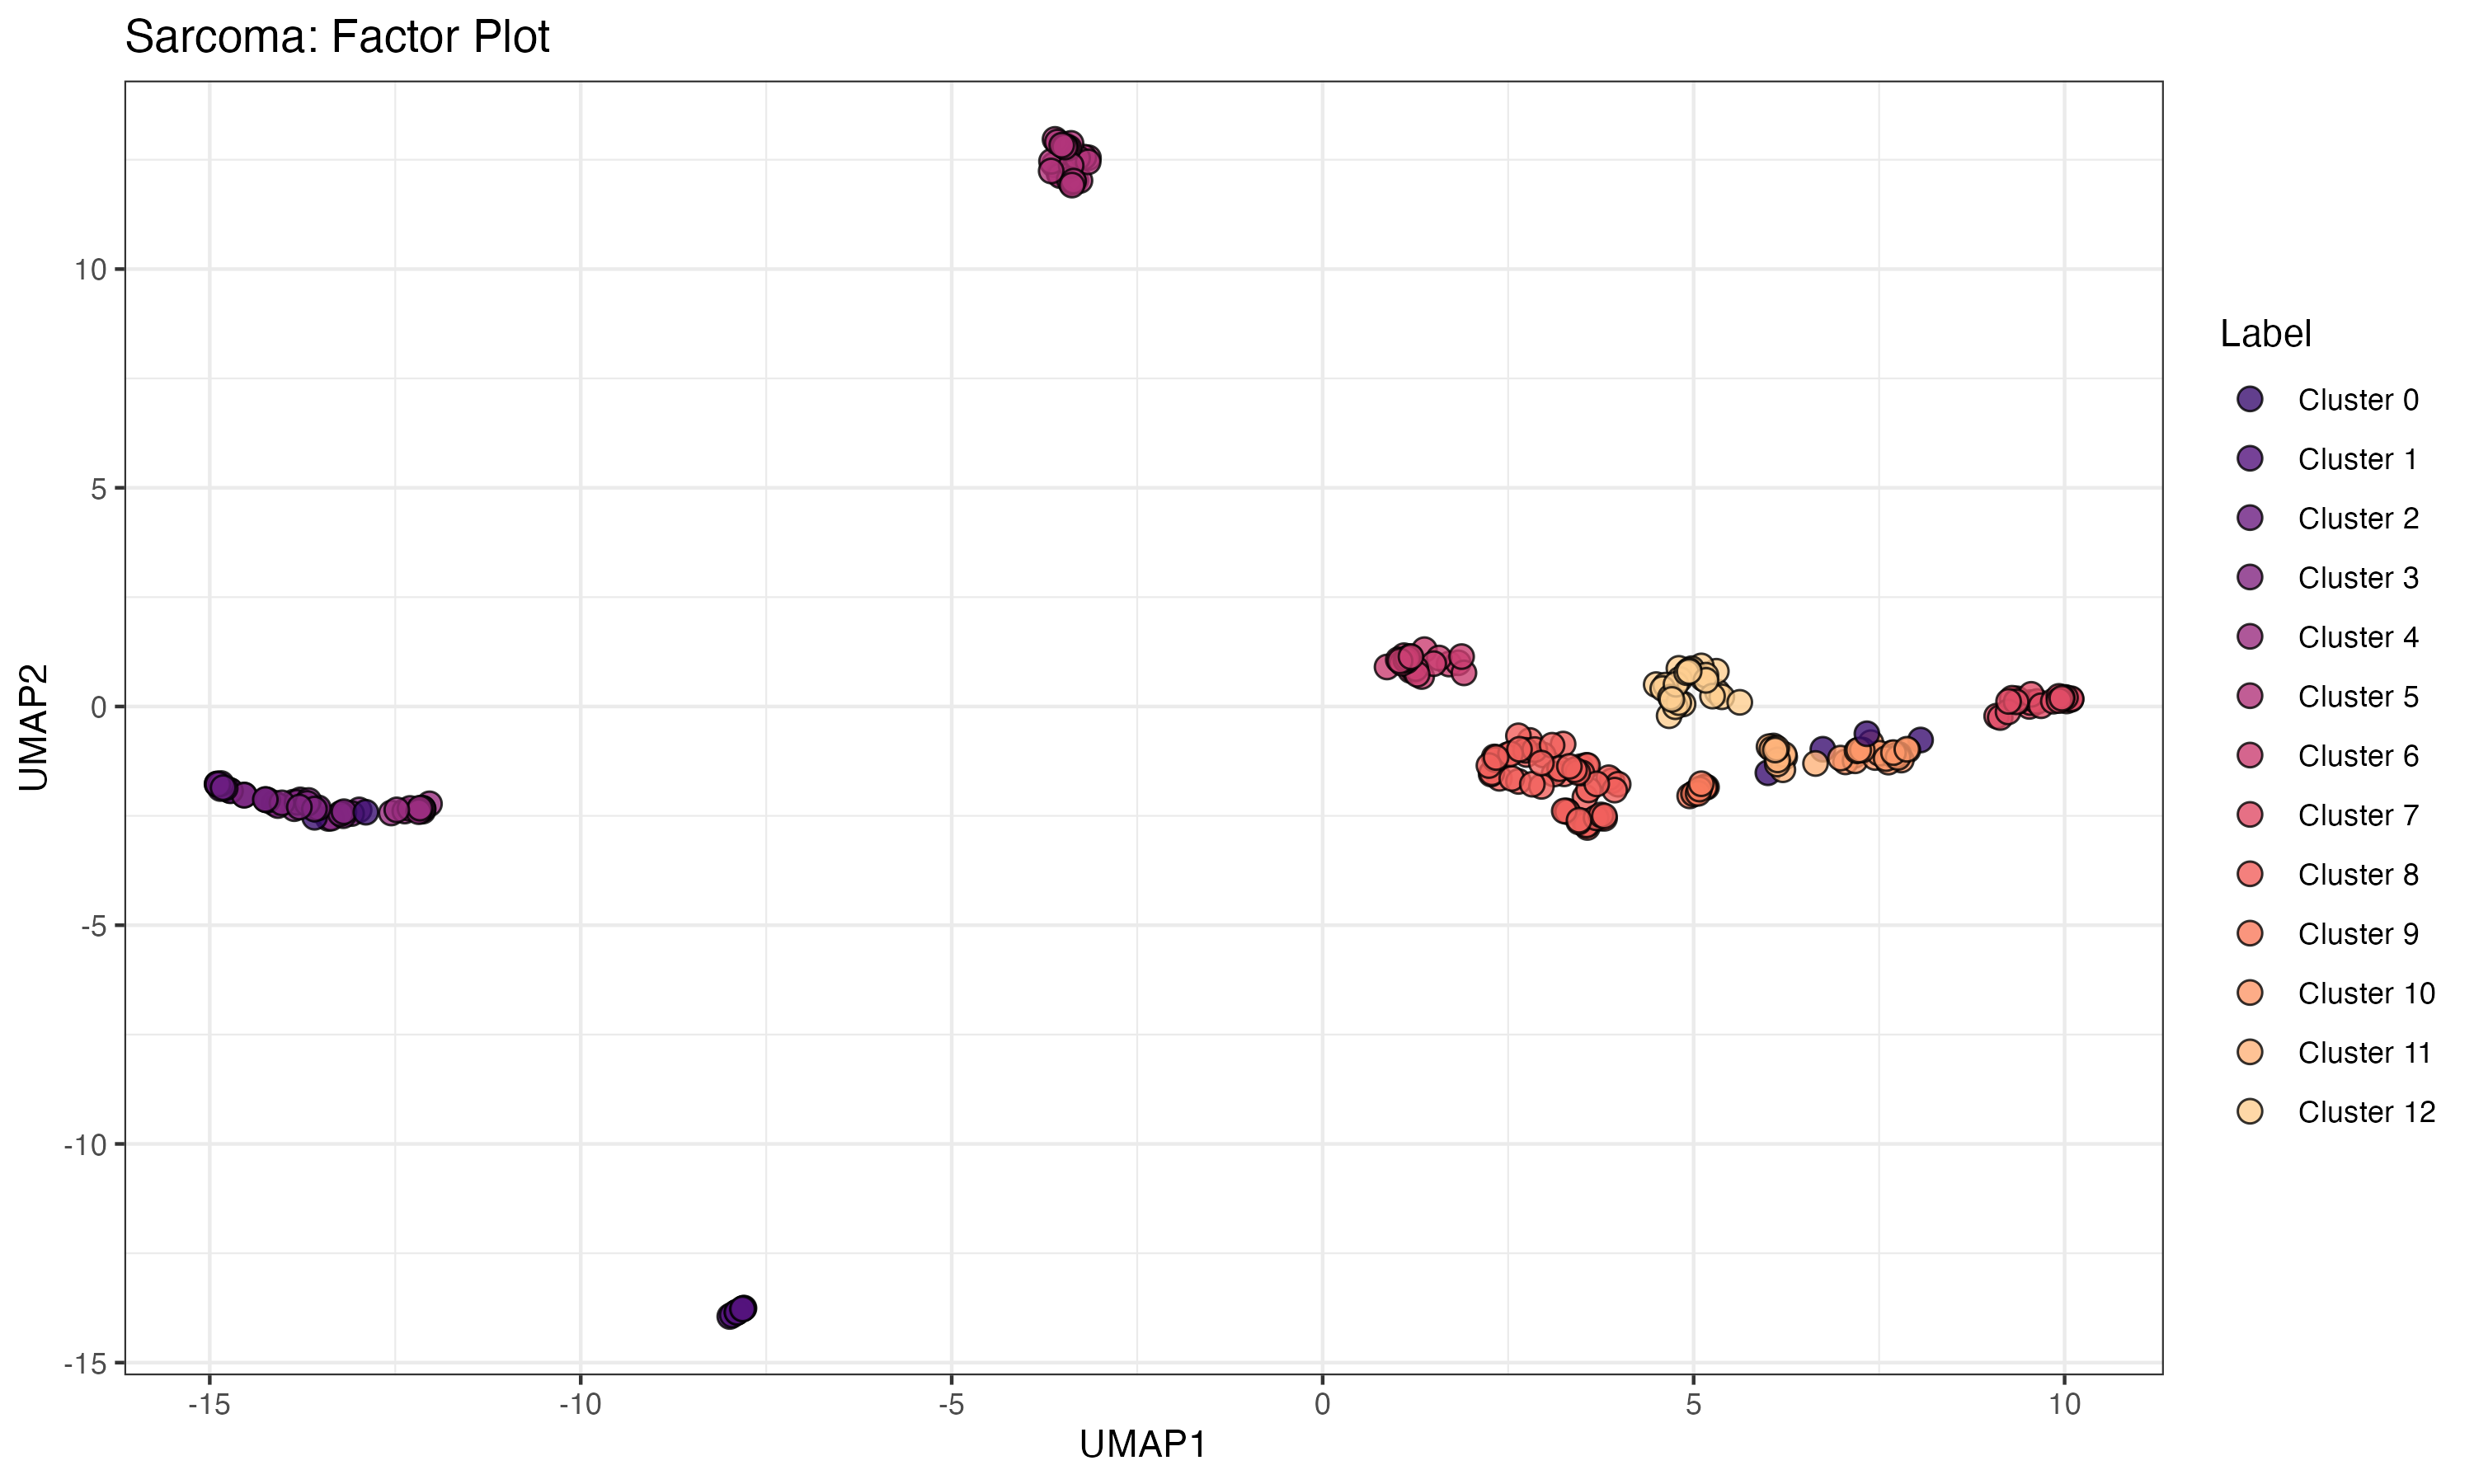 Sarcoma: Factor Plot
10
5
0
-5
-10
-15
UMAP2
-15
-10
-5
0
5
10
UMAP1
Label
Cluster 0
Cluster 1
Cluster 2
Cluster 3
Cluster 4
Cluster 5
Cluster 6
Cluster 7
Cluster 8
Cluster 9
Cluster 10
Cluster 11
Cluster 12